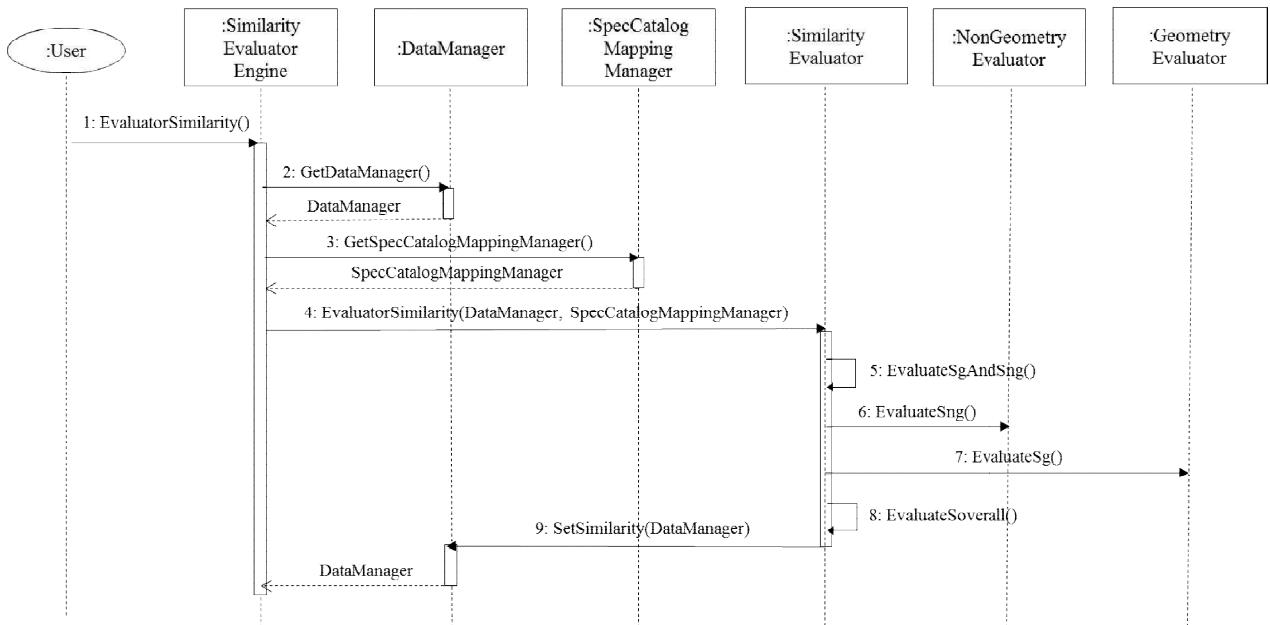 :User
:Similarity
Evaluator
Engine
:DataManager
:SpecCatalog
Mapping
Manager
:Similarity
Evaluator
:NonGeometry
Evaluator
:Geometry
Evaluator
1: EvaluatorSimilarity()
2: GetDataManager()
DataManager
3: GetSpecCatalogMappingManager()
SpecCatalogMappingManager
4: EvaluatorSimilarity(DataManager, SpecCatalogMappingManager)
5: EvaluateSgAndSng()
6: EvaluateSng()
7: EvaluateSg()
8: EvaluateSoverall()
9: SetSimilarity(DataManager)
DataManager